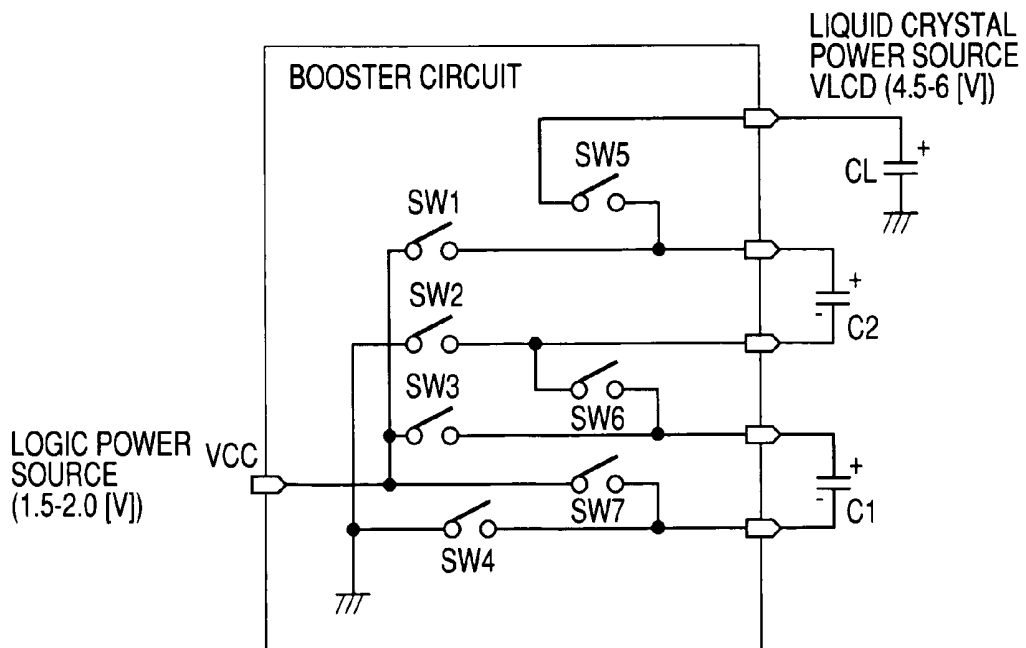 LIQUID CRYSTAL
POWER SOURCE
VLCD (4.5-6 [V])
BOOSTER CIRCUIT
SW5
+
CL
SW1
+
-
C2
SW2
SW3
SW6
LOGIC POWER
SOURCE
(1.5-2.0 [V])
VCC
+
-
C1
SW7
SW4